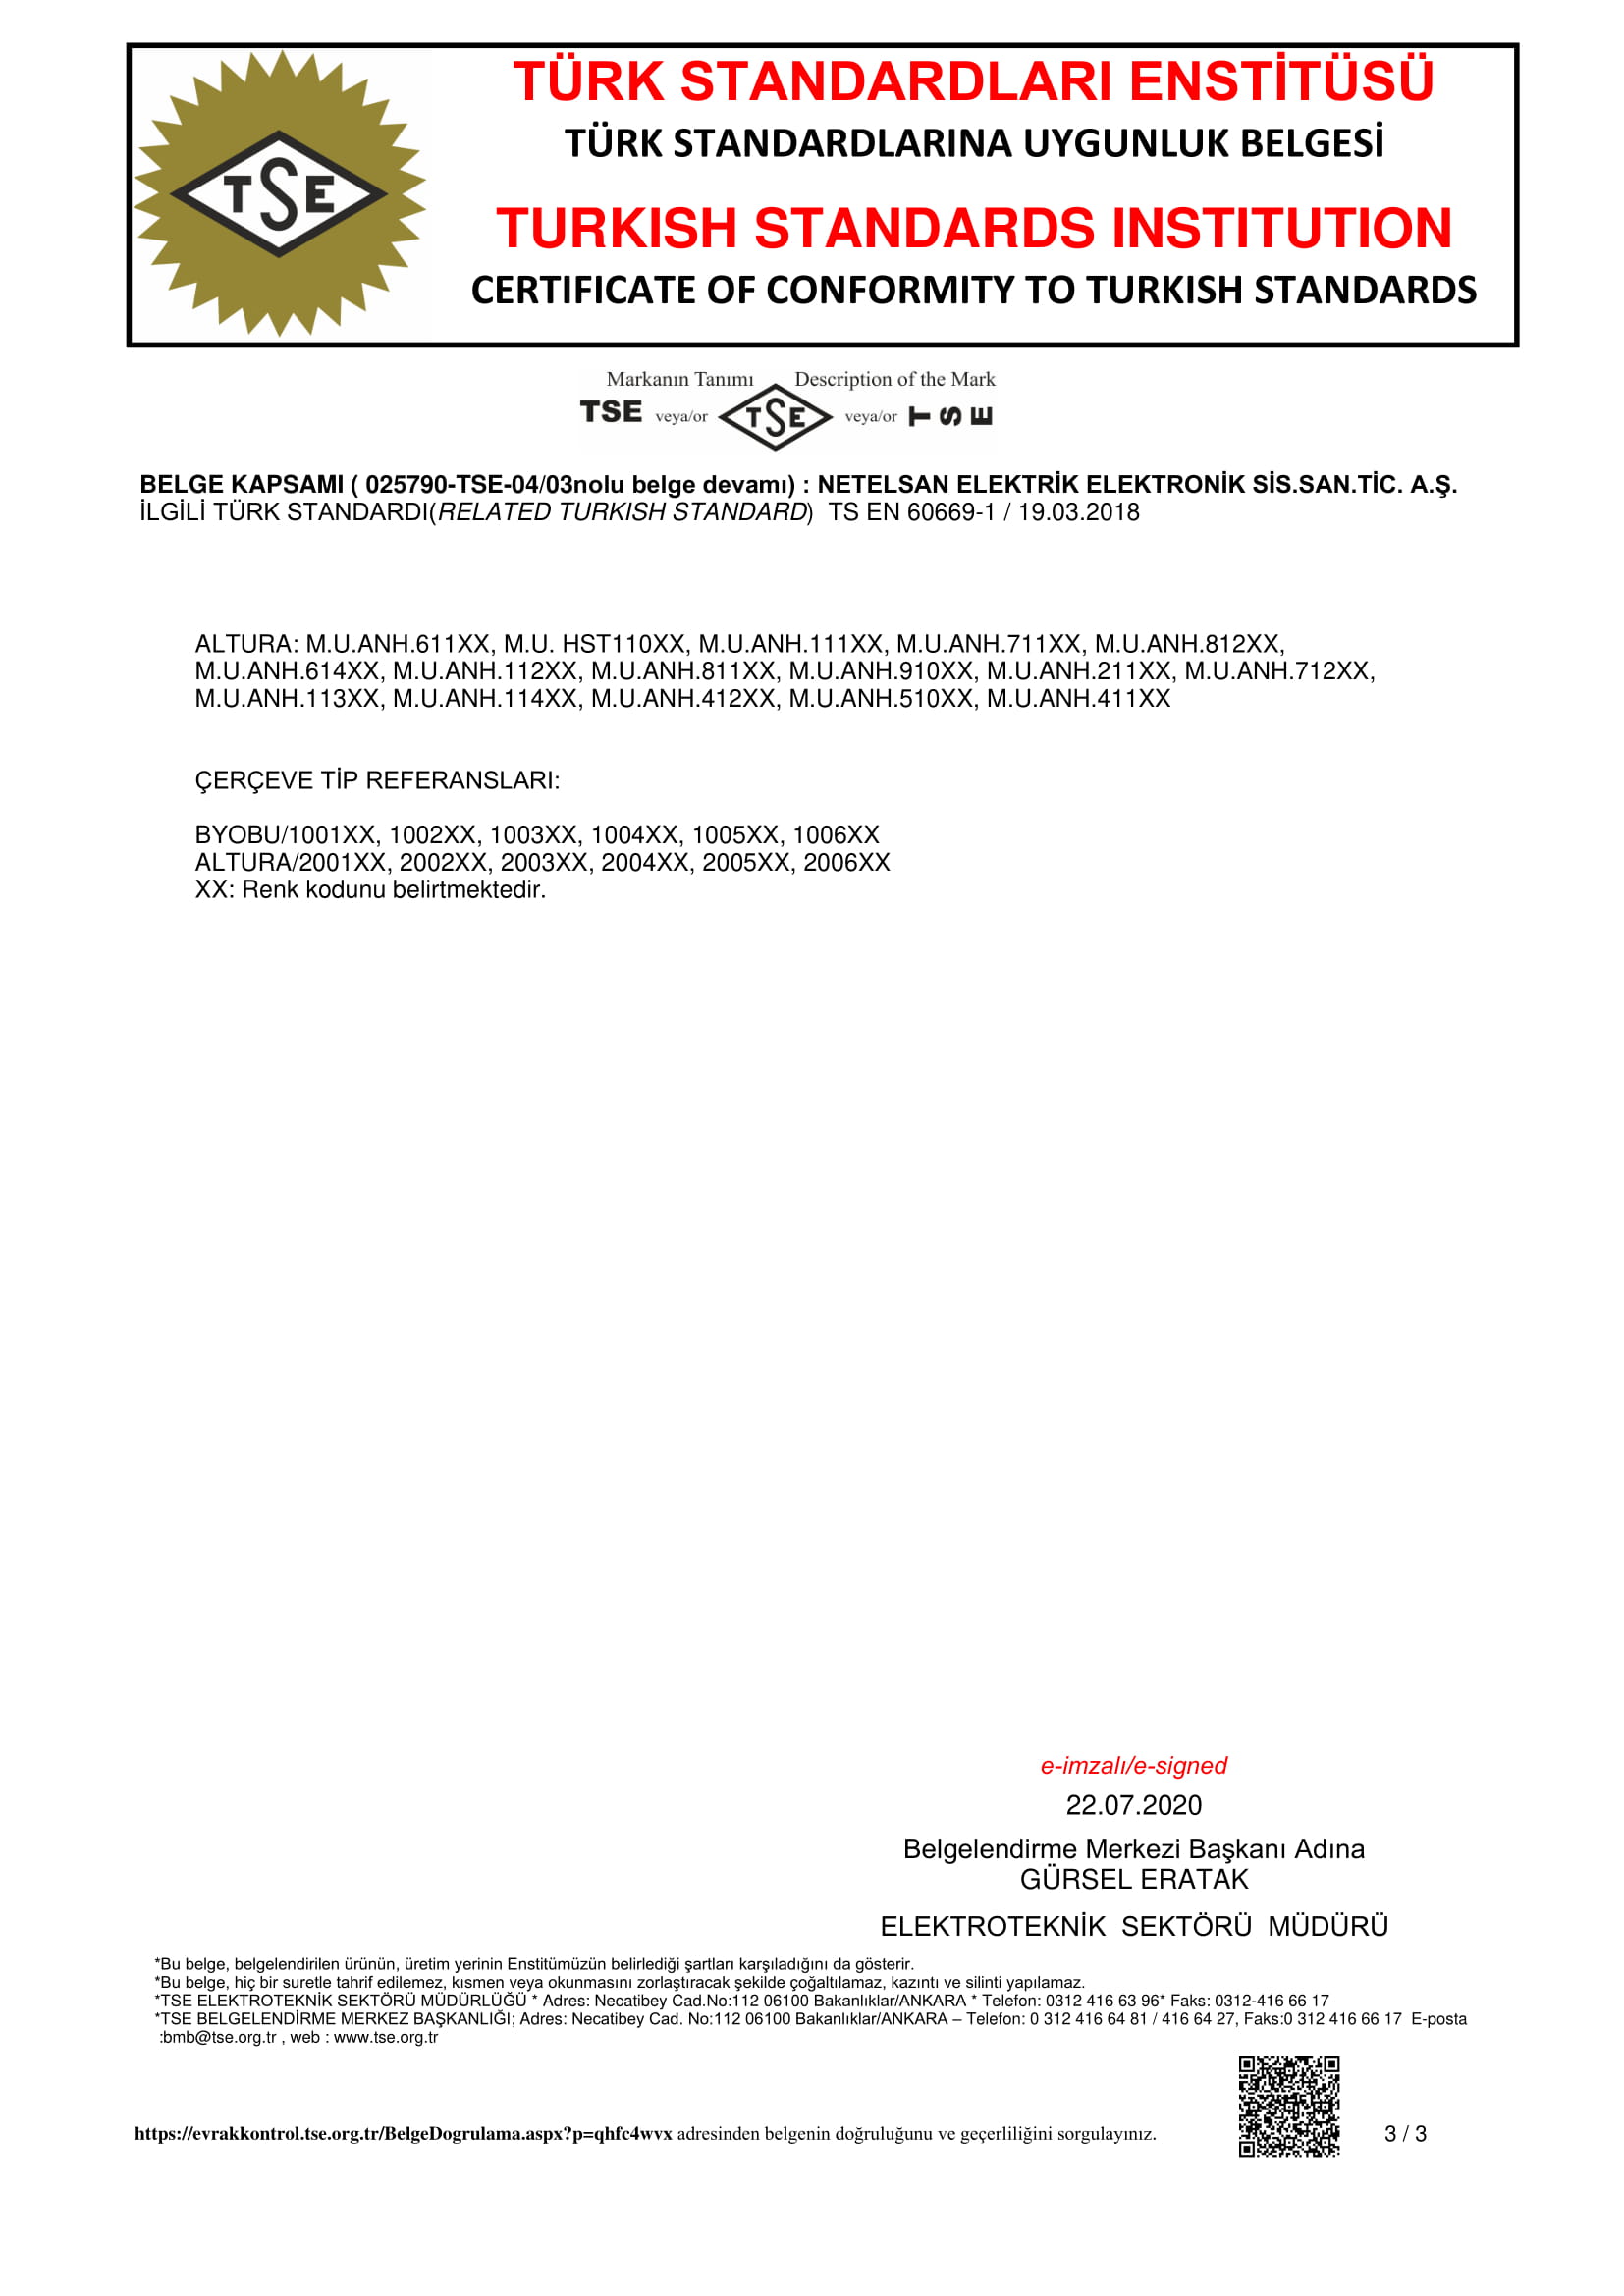 TSE
TÜRK STANDARDLARI ENSTİTÜSÜ
TÜRK STANDARDLARINA UYGUNLUK BELGESİ
TURKISH STANDARDS INSTITUTION
CERTIFICATE OF CONFORMITY TO TURKISH STANDARDS
Markanın Tanımı Description of the Mark
TSE veya/or TSE veya/or TSE
BELGE KAPSAMI ( 025790-TSE-04/03nolu belge devamı) : NETELSAN ELEKTRİK ELEKTRONİK SİS.SAN.TİC. A.Ş.
İLGİLİ TÜRK STANDARDI(RELATED TURKISH STANDARD) TS EN 60669-1 / 19.03.2018
ALTURA: M.U.ANH.611XX, M.U. HST110XX, M.U.ANH.111XX, M.U.ANH.711XX, M.U.ANH.812XX,
M.U.ANH.614XX, M.U.ANH.112XX, M.U.ANH.811XX, M.U.ANH.910XX, M.U.ANH.211XX, M.U.ANH.712XX,
M.U.ANH.113XX, M.U.ANH.114XX, M.U.ANH.412XX, M.U.ANH.510XX, M.U.ANH.411XX
ÇERÇEVE TİP REFERANSLARI:
BYOBU/1001XX, 1002XX, 1003XX, 1004XX, 1005XX, 1006XX
ALTURA/2001XX, 2002XX, 2003XX, 2004XX, 2005XX, 2006XX
XX: Renk kodunu belirtmektedir.
e-imzalı/e-signed
22.07.2020
Belgelendirme Merkezi Başkanı Adına
GÜRSEL ERATAK
ELEKTROTEKNİK SEKTÖRÜ MÜDÜRÜ
*Bu belge, belgelendirilen ürünün, üretim yerinin Enstitümüzün belirlediği şartları karşıladığını da gösterir.
*Bu belge, hiç bir suretle tahrif edilemez, kısmen veya okunmasını zorlaştıracak şekilde çoğaltılamaz, kazıntı ve silinti yapılamaz.
*TSE ELEKTROTEKNİK SEKTÖRÜ MÜDÜRLÜĞÜ * Adres: Necatibey Cad.No:112 06100 Bakanlıklar/ANKARA * Telefon: 0312 416 63 96* Faks: 0312-416 66 17
*TSE BELGELENDİRME MERKEZ BAŞKANLIĞI; Adres: Necatibey Cad. No:112 06100 Bakanlıklar/ANKARA – Telefon: 0 312 416 64 81 / 416 64 27, Faks:0 312 416 66 17 E-posta
:bmb@tse.org.tr , web : www.tse.org.tr
https://evrakkontrol.tse.org.tr/BelgeDogrulama.aspx?p=qhfc4wvx adresinden belgenin doğruluğunu ve geçerliliğini sorgulayınız.
3 / 3